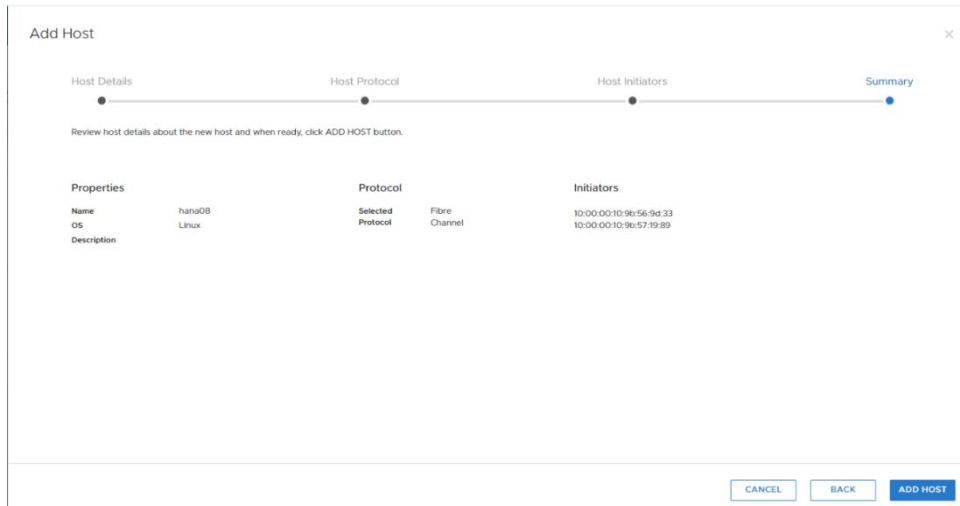 Add Host
Host Details Host Protocol Host Initiators Summary
Review host details about the new host and when ready, click ADD HOST button.
Properties
Name hana08
OS Linux
Description
Protocol
Selected Protocol Fibre Channel
Initiators
10:00:00:10:9b:56:9d:33
10:00:00:10:9b:57:19:89
CANCEL BACK ADD HOST